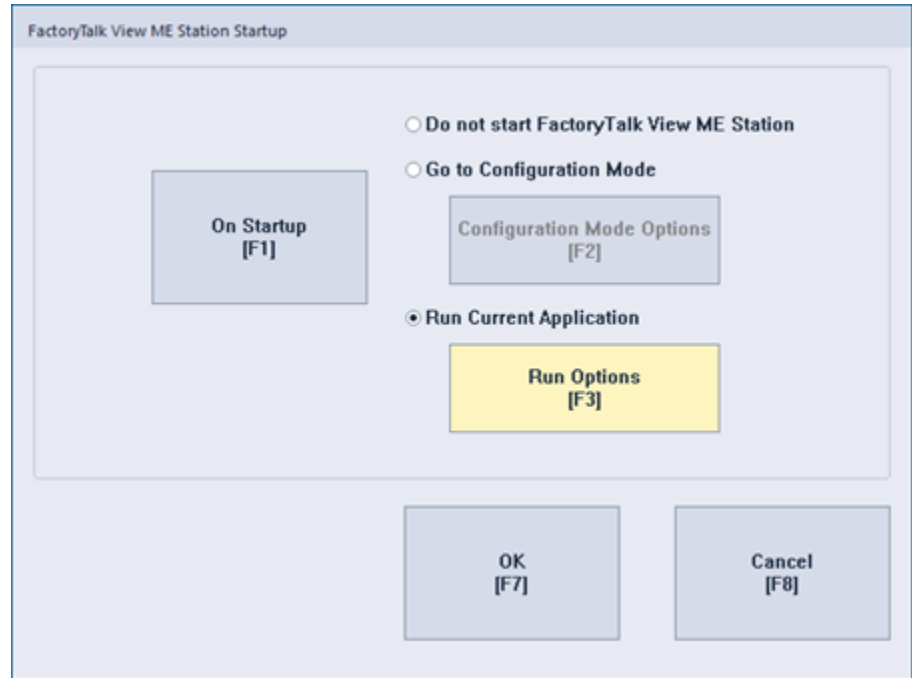 FactoryTalk View ME Station Startup
Do not start FactoryTalk View ME Station
Go to Configuration Mode
On Startup
[F1]
Configuration Mode Options
[F2]
Run Current Application
Run Options
[F3]
OK
[F7]
Cancel
[F8]